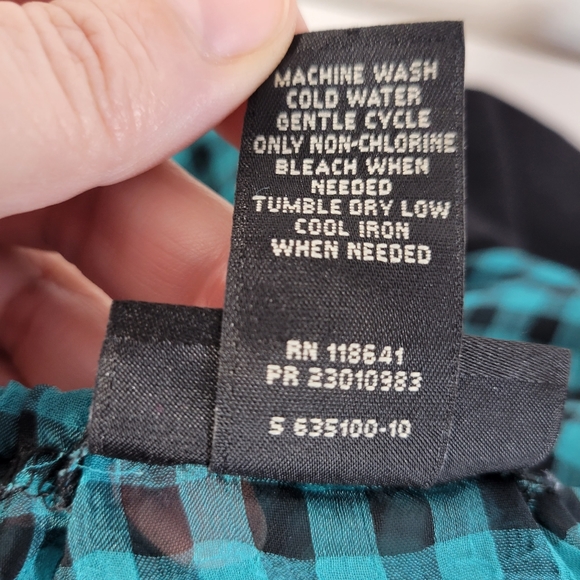 MACHINE WASH
COLD WATER
GENTLE CYCLE
ONLY NON-CHLORINE
BLEACH WHEN
NEEDED
TUMBLE DRY LOW
COOL IRON
WHEN NEEDED
RN 118641
PR 23010983
S 635100-10